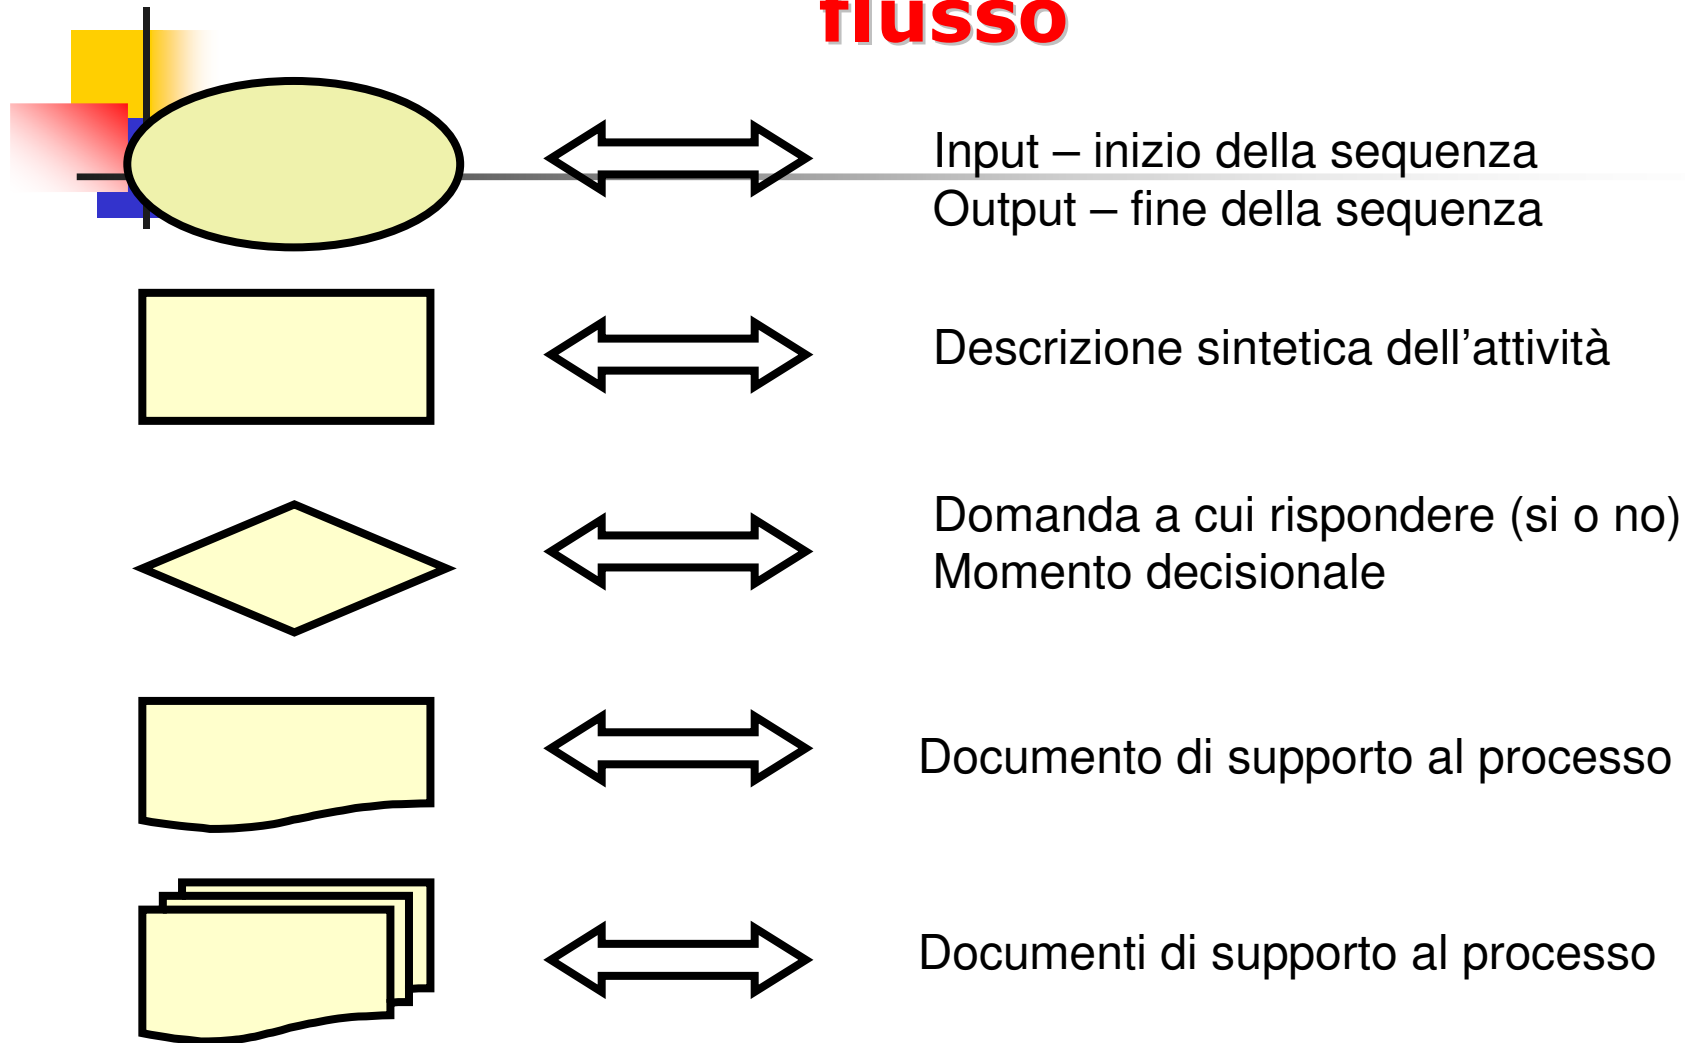 flusso
Input – inizio della sequenza
Output – fine della sequenza
Descrizione sintetica dell’attività
Domanda a cui rispondere (si o no)
Momento decisionale
Documento di supporto al processo
Documenti di supporto al processo